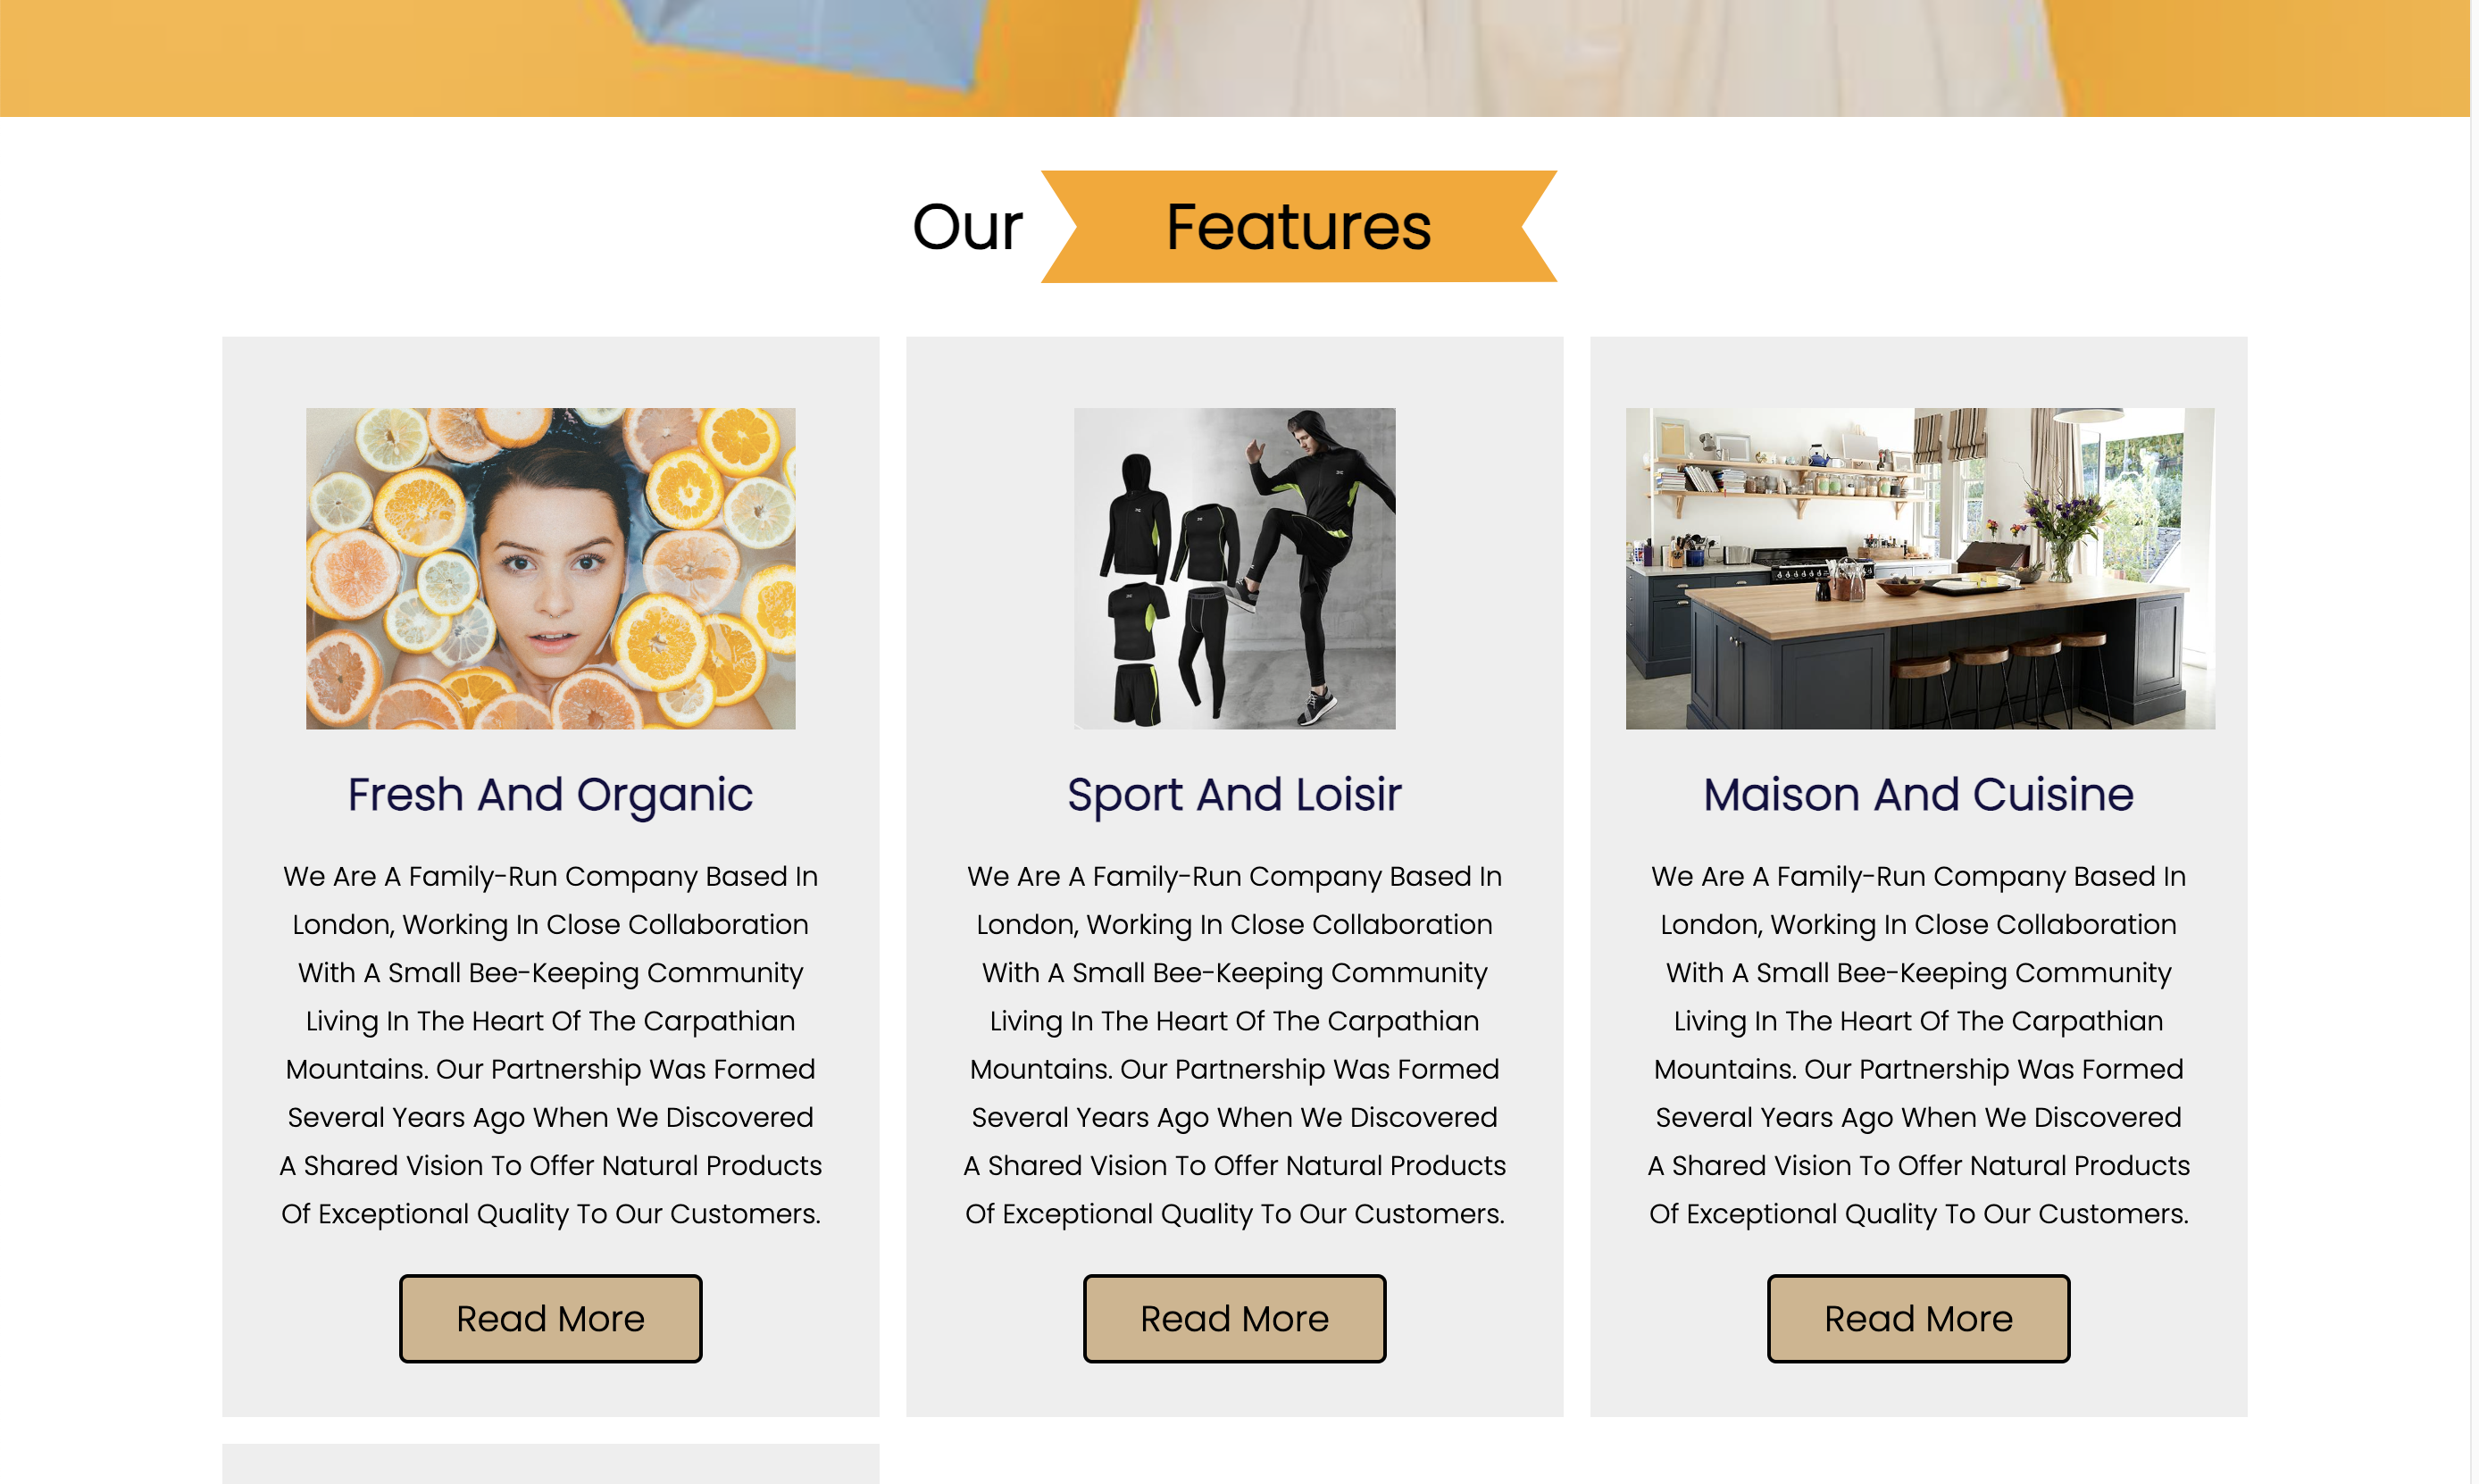 Our Features
Fresh And Organic
We Are A Family-Run Company Based In
London, Working In Close Collaboration
With A Small Bee-Keeping Community
Living In The Heart Of The Carpathian
Mountains. Our Partnership Was Formed
Several Years Ago When We Discovered
A Shared Vision To Offer Natural Products
Of Exceptional Quality To Our Customers.
Read More
Sport And Loisir
We Are A Family-Run Company Based In
London, Working In Close Collaboration
With A Small Bee-Keeping Community
Living In The Heart Of The Carpathian
Mountains. Our Partnership Was Formed
Several Years Ago When We Discovered
A Shared Vision To Offer Natural Products
Of Exceptional Quality To Our Customers.
Read More
Maison And Cuisine
We Are A Family-Run Company Based In
London, Working In Close Collaboration
With A Small Bee-Keeping Community
Living In The Heart Of The Carpathian
Mountains. Our Partnership Was Formed
Several Years Ago When We Discovered
A Shared Vision To Offer Natural Products
Of Exceptional Quality To Our Customers.
Read More